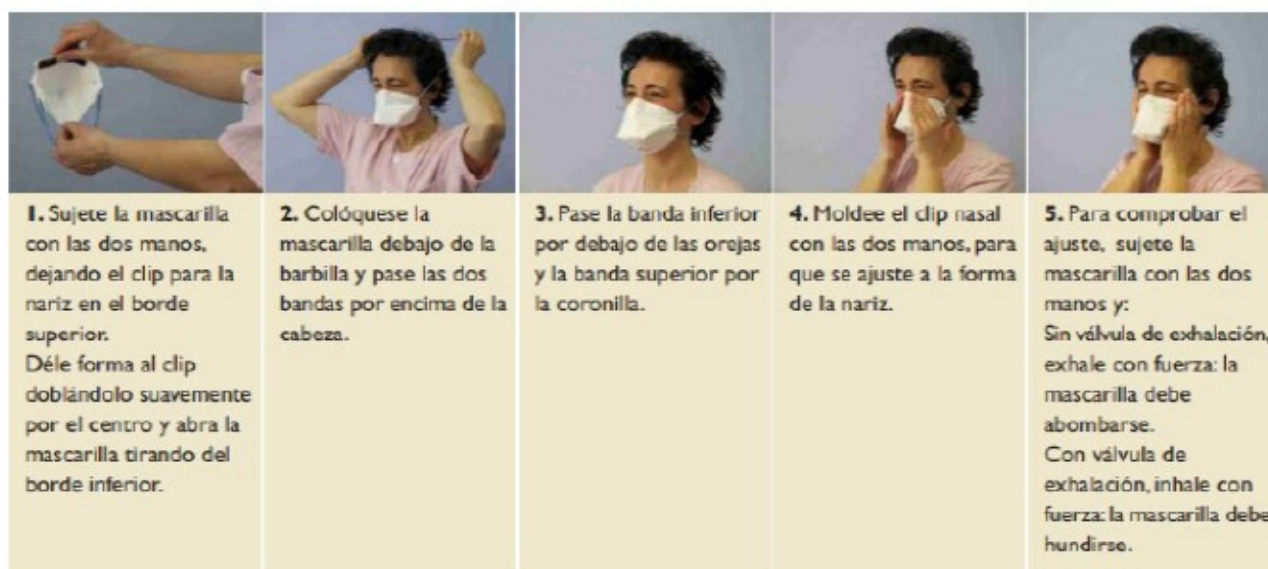 1. Sujete la mascarilla
con las dos manos,
dejando el clip para la
nariz en el borde
superior.
Déle forma al clip
doblándolo suavemente
por el centro y abra la
mascarilla tirando del
borde inferior.
2. Colóquese la
mascarilla debajo de la
barbilla y pase las dos
bandas por encima de la
cabeza.
3. Pase la banda inferior
por debajo de las orejas
y la banda superior por
la coronilla.
4. Moldee el clip nasal
con las dos manos, para
que se ajuste a la forma
de la nariz.
5. Para comprobar el
ajuste, sujete la
mascarilla con las dos
manos y:
Sin válvula de exhalación,
exhale con fuerza: la
mascarilla debe
abombarse.
Con válvula de
exhalación, inhale con
fuerza: la mascarilla debe
hundirse.